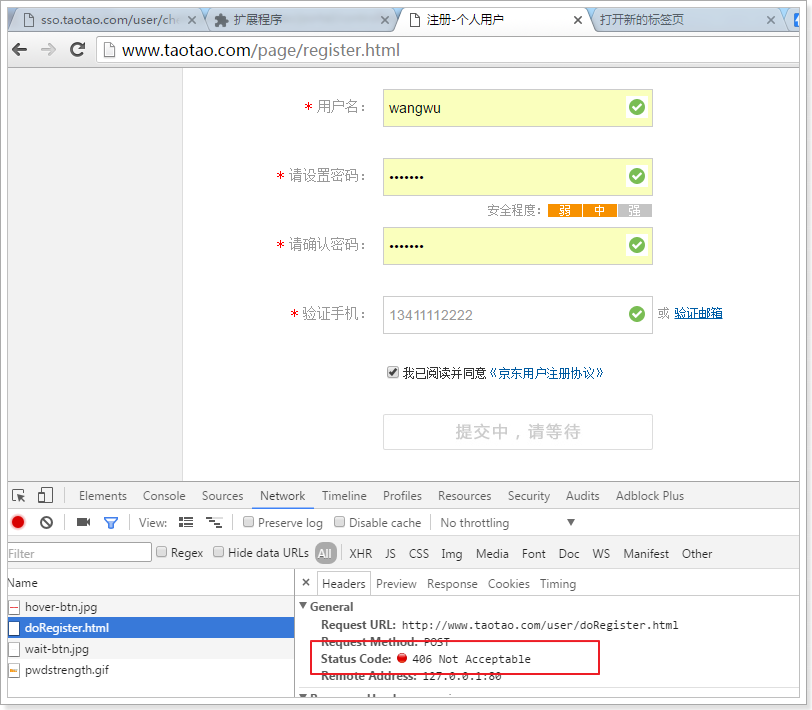 sso.taotao.com/user/che
扩展程序
注册-个人用户
打开新的标签页
www.taotao.com/page/register.html
* 用户名： wangwu
* 请设置密码： •••••••
安全程度： 弱 中 强
* 请确认密码： •••••••
* 验证手机： 13411112222 或 验证邮箱
我已阅读并同意《京东用户注册协议》
提交中，请等待
Elements Console Sources Network Timeline Profiles Resources Security Audits Adblock Plus
View: Preserve log Disable cache No throttling
Filter Regex Hide data URLs All XHR JS CSS Img Media Font Doc WS Manifest Other
Name
hover-btn.jpg
doRegister.html
wait-btn.jpg
pwdstrength.gif
× Headers Preview Response Cookies Timing
General
Request URL: http://www.taotao.com/user/doRegister.html
Request Method: POST
Status Code: 406 Not Acceptable
Remote Address: 127.0.0.1:80